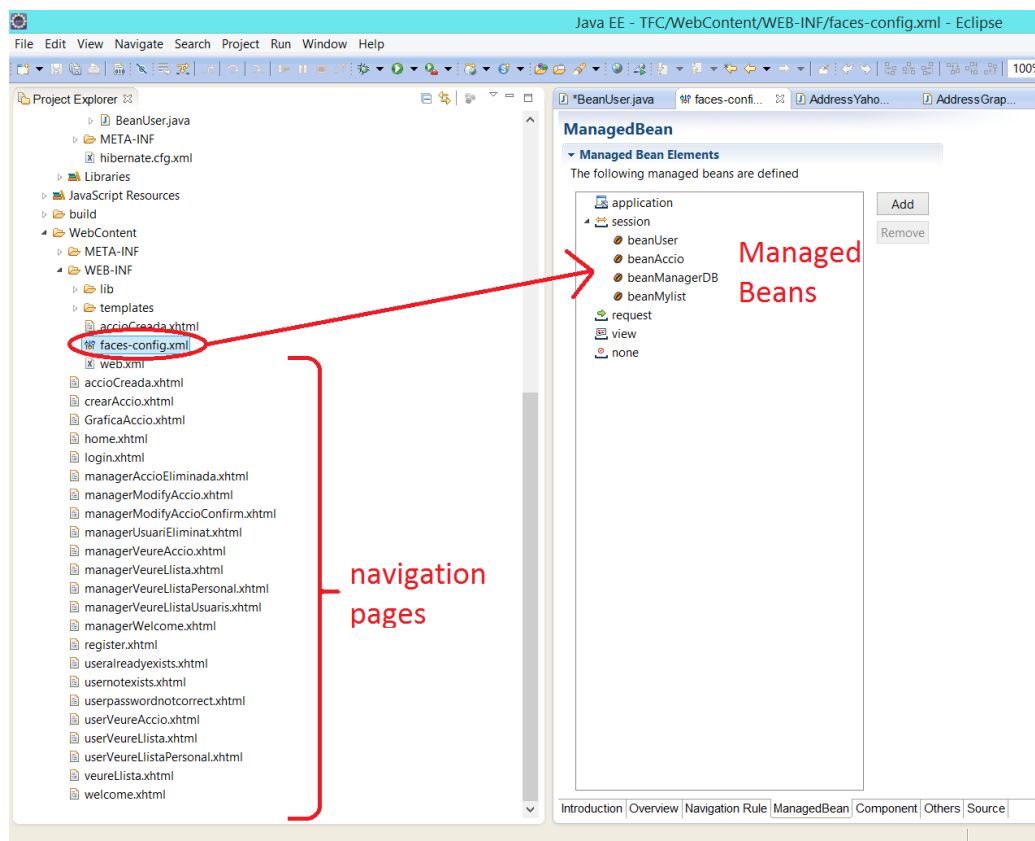 Java EE - TFC/WebContent/WEB-INF/faces-config.xml - Eclipse
File Edit View Navigate Search Project Run Window Help
100%
Project Explorer
BeanUser.java
META-INF
hibernate.cfg.xml
Libraries
JavaScript Resources
build
WebContent
META-INF
WEB-INF
lib
templates
accioCreada.xhtml
faces-config.xml
web.xml
accioCreada.xhtml
crearAccio.xhtml
GraficaAccio.xhtml
home.xhtml
login.xhtml
managerAccioEliminada.xhtml
managerModifyAccio.xhtml
managerModifyAccioConfirm.xhtml
managerUsuariEliminat.xhtml
managerVeureAccio.xhtml
managerVeureLlista.xhtml
managerVeureLlistaPersonal.xhtml
managerVeureLlistaUsuaris.xhtml
managerWelcome.xhtml
register.xhtml
useralreadyexists.xhtml
usernotexists.xhtml
userpasswordnotcorrect.xhtml
userVeureAccio.xhtml
userVeureLlista.xhtml
userVeureLlistaPersonal.xhtml
veureLlista.xhtml
welcome.xhtml
navigation
pages
*BeanUser.java faces-confi... AddressYaho... AddressGrap...
ManagedBean
Managed Bean Elements
The following managed beans are defined
application
session
beanUser
beanAccio
beanManagerDB
beanMylist
request
view
none
Add
Remove
Managed
Beans
Introduction Overview Navigation Rule ManagedBean Component Others Source